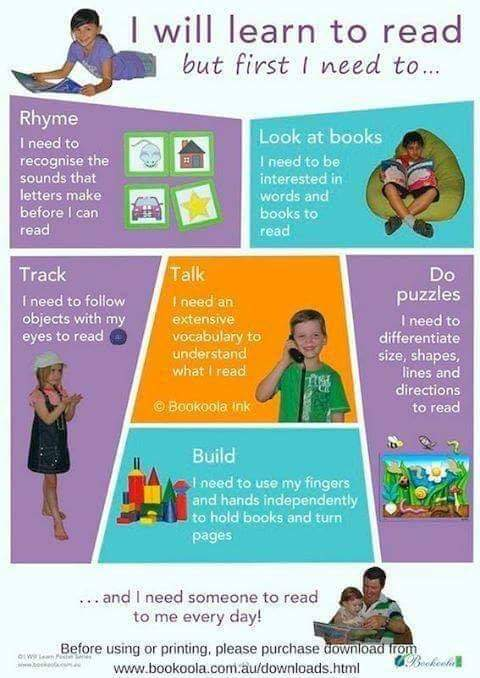 I will learn to read
but first I need to...
Rhyme
I need to
recognise the
sounds that
letters make
before I can
read
Look at books
I need to be
interested in
words and
books to
read
Track
I need to follow
objects with my
eyes to read
Talk
I need an
extensive
vocabulary to
understand
what I read
© Bookoola Ink
Do
puzzles
I need to
differentiate
size, shapes,
lines and
directions
to read
Build
I need to use my fingers
and hands independently
to hold books and turn
pages
...and I need someone to read
to me every day!
I Will Learn Poster Series
www.bookoola.com.au
Before using or printing, please purchase download from
www.bookoola.com.au/downloads.html
Bookoola